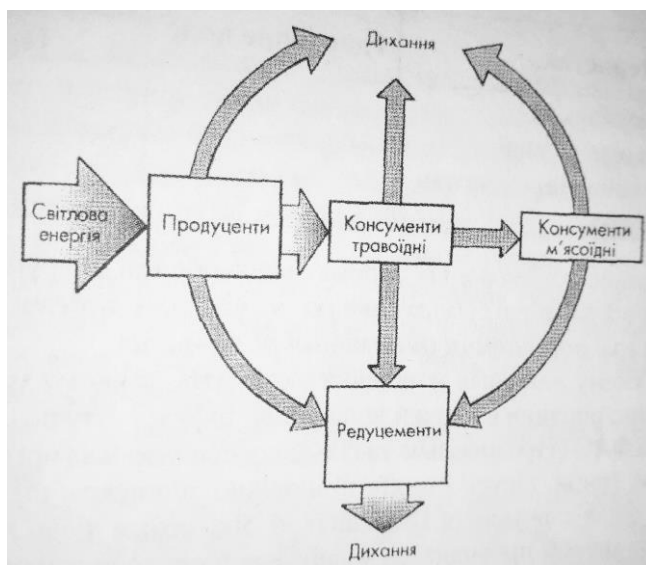 Дихання
Світлова
енергія
Продуценти
Консументи
травоїдні
Консументи
м'ясоїдні
Редуцементи
Дихання